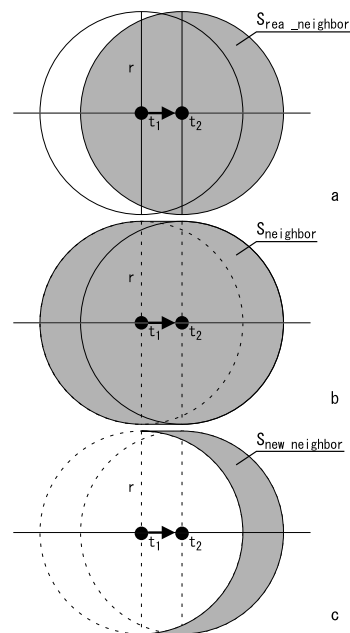 S_rea _neighbor
r
t1 t2
a
S_neighbor
r
t1 t2
b
S_new neighbor
r
t1 t2
c